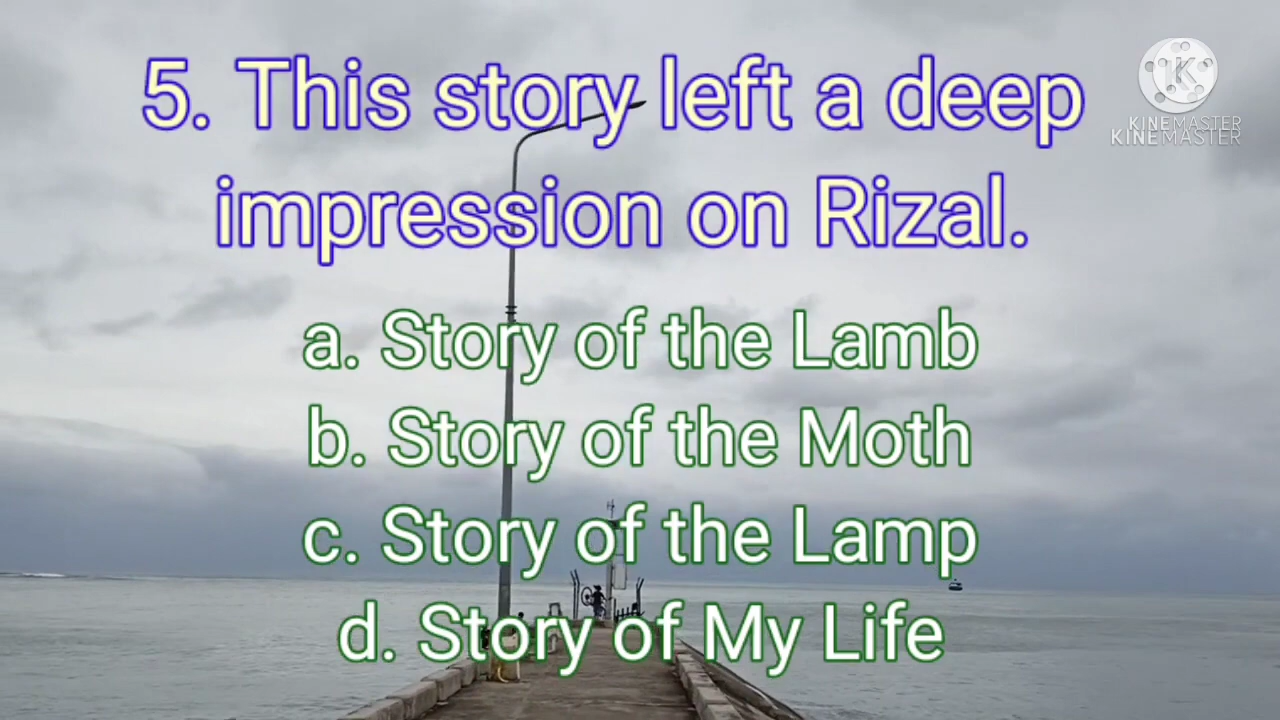 5. This story left a deep
impression on Rizal.
a. Story of the Lamb
b. Story of the Moth
c. Story of the Lamp
d. Story of My Life
K
KINEMASTER
KINEMASTER